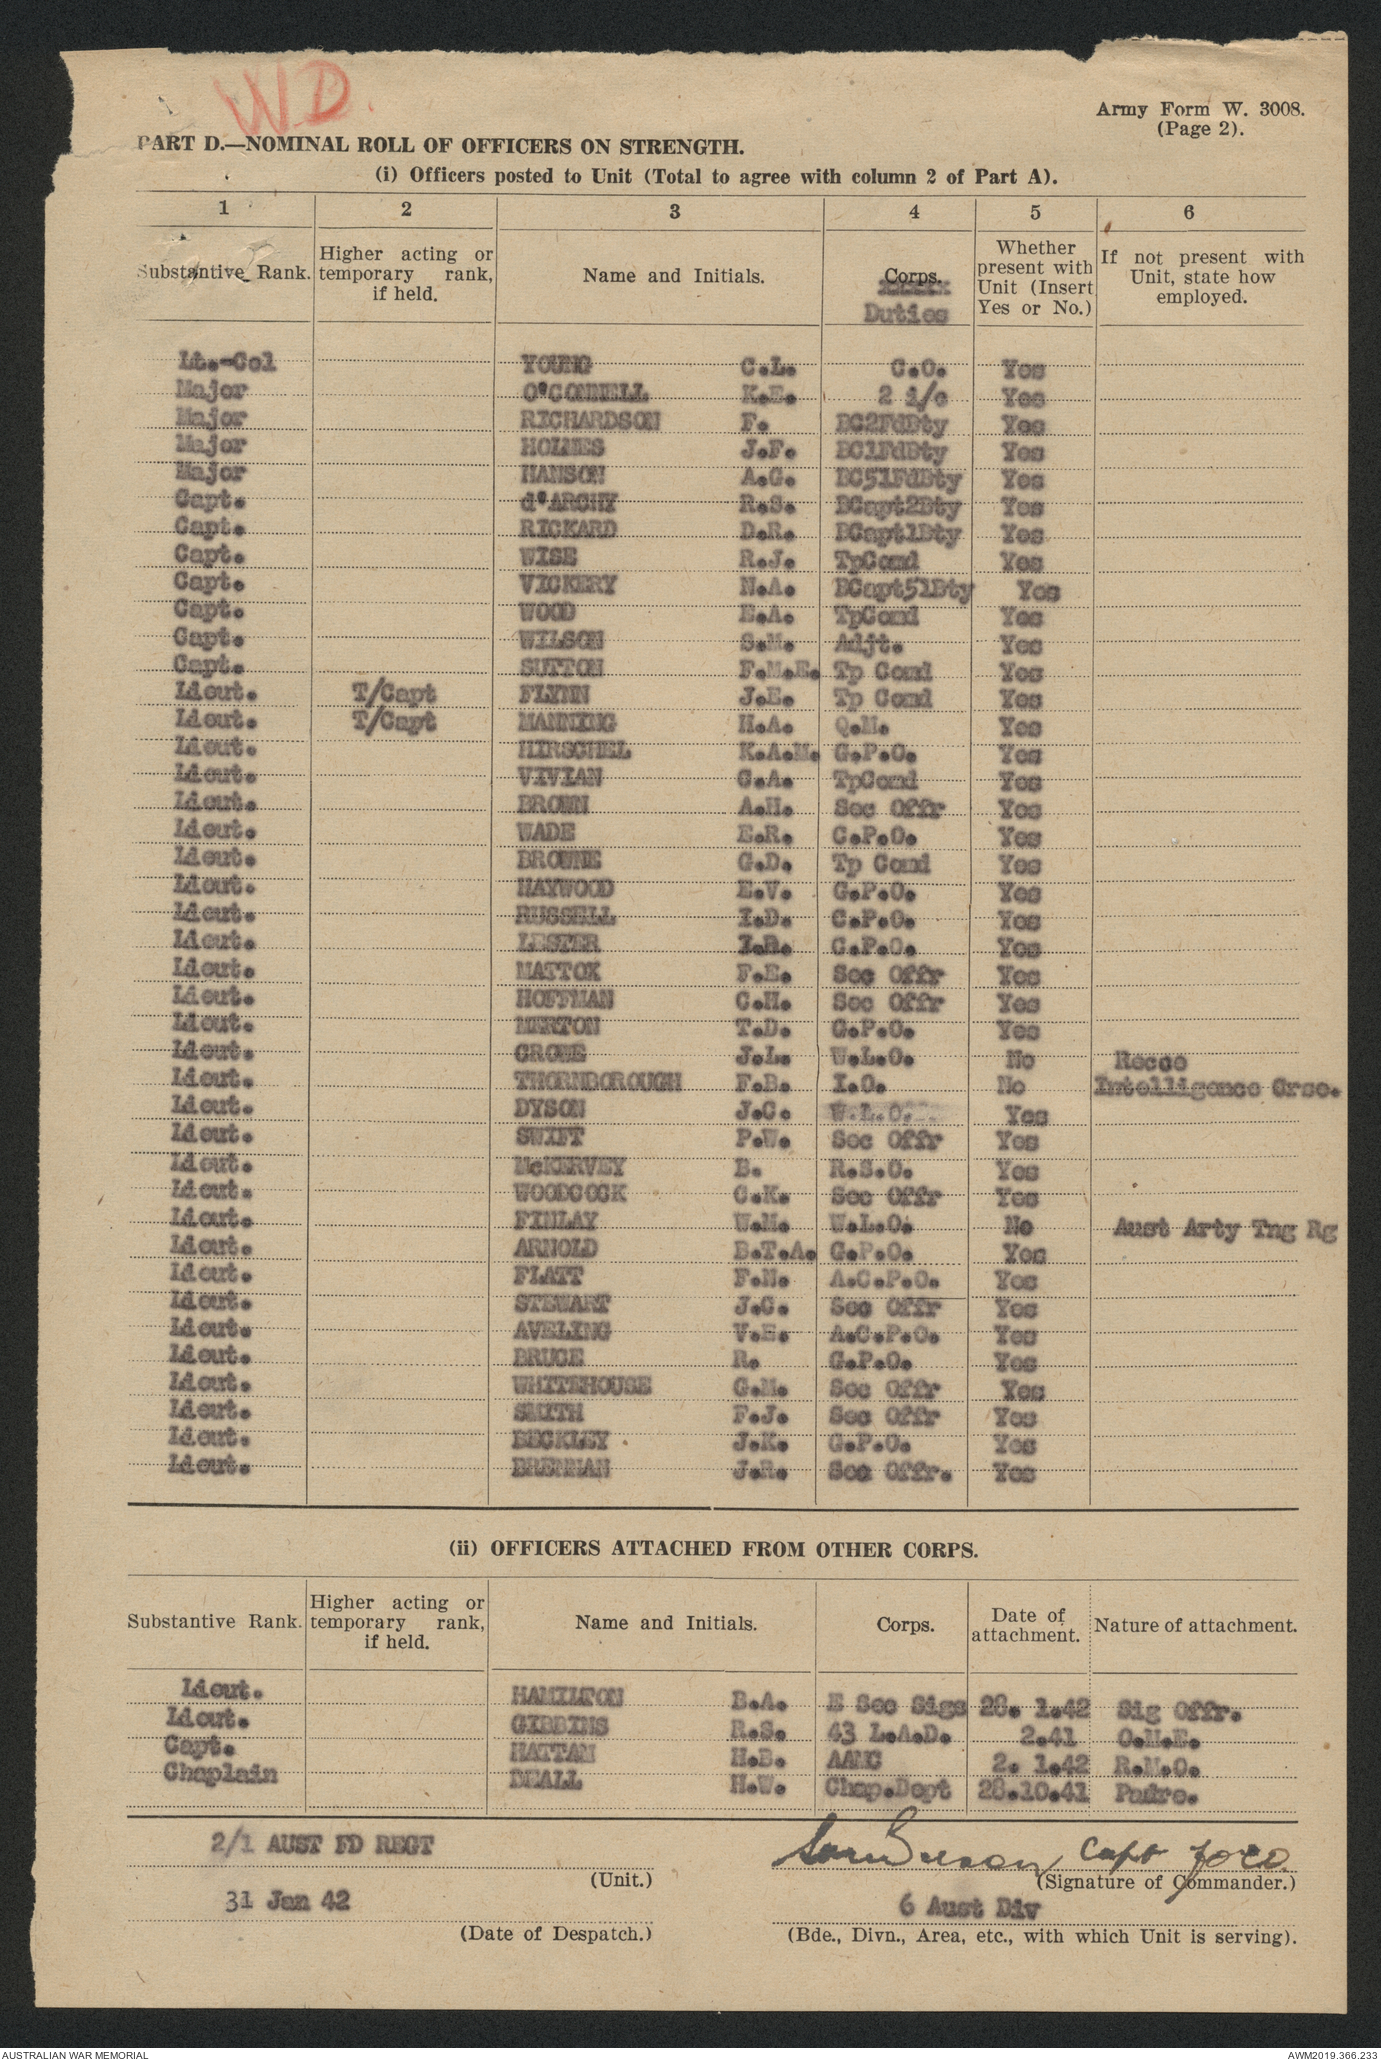 W.D.
Army Form W. 3008.
(Page 2).
PART D.—NOMINAL ROLL OF OFFICERS ON STRENGTH.
(i) Officers posted to Unit (Total to agree with column 2 of Part A).
1 2 3 4 5 6
Substantive Rank. Higher acting or temporary rank, if held. Name and Initials. Corps. Duties Whether present with Unit (Insert Yes or No.) If not present with Unit, state how employed.
Lt.-Col YOUNG C.L. C.O. Yes
Major O'CONNELL K.E. 2 i/c Yes
Major RICHARDSON F. BC2FdBty Yes
Major HOLMES J.F. BC1FdBty Yes
Major HANSON A.G. BC51FdBty Yes
Capt. d'ARCHY R.S. BCapt2Bty Yes
Capt. RICKARD D.R. BCapt1Bty Yes
Capt. WISE R.J. TpComd Yes
Capt. VICKERY N.A. BCapt51Bty Yes
Capt. WOOD E.A. TpComd Yes
Capt. WILSON S.M. Adjt. Yes
Capt. SUTTON F.M.E. Tp Comd Yes
Lieut. T/Capt FLYNN J.E. Tp Comd Yes
Lieut. T/Capt MANNING H.A. Q.M. Yes
Lieut. HIRSCHEL K.A.M. G.P.O. Yes
Lieut. VIVIAN G.A. TpComd Yes
Lieut. BROWN A.H. Sec Offr Yes
Lieut. WADE E.R. C.P.O. Yes
Lieut. BROWNE G.D. Tp Comd Yes
Lieut. HAYWOOD E.V. G.P.O. Yes
Lieut. RUSSELL I.D. C.P.O. Yes
Lieut. LESTER I.R. C.P.O. Yes
Lieut. MATTOX F.E. Sec Offr Yes
Lieut. HOFFMAN C.H. Sec Offr Yes
Lieut. MERTON T.D. G.P.O. Yes
Lieut. CROWE J.L. W.L.O. No Recce
Lieut. THORNBOROUGH F.B. I.O. No Intelligence Crse.
Lieut. DYSON J.C. W.L.O. Yes
Lieut. SWIFT P.W. Sec Offr Yes
Lieut. McKERVEY B. R.S.O. Yes
Lieut. WOODCOCK C.K. Sec Offr Yes
Lieut. FINLAY W.M. W.L.O. No Aust Arty Tng Rg
Lieut. ARNOLD B.T.A. G.P.O. Yes
Lieut. FLATT F.N. A.C.P.O. Yes
Lieut. STEWART J.C. Sec Offr Yes
Lieut. AVELING V.E. A.C.P.O. Yes
Lieut. BRUCE R. G.P.O. Yes
Lieut. WHITEHOUSE G.M. Sec Offr Yes
Lieut. SMITH F.J. Sec Offr Yes
Lieut. BECKLEY J.K. G.P.O. Yes
Lieut. BRENNAN J.R. Sec Offr. Yes
(ii) OFFICERS ATTACHED FROM OTHER CORPS.
Substantive Rank. Higher acting or temporary rank, if held. Name and Initials. Corps. Date of attachment. Nature of attachment.
Lieut. HAMILTON B.A. E Sec Sigs 28. 1.42 Sig Offr.
Lieut. GIBBINS R.S. 43 L.A.D. 2.41 O.M.E.
Capt. HATTAM H.B. AAMC 2. 1.42 R.M.O.
Chaplain DEALL H.W. Chap.Dept 28.10.41 Padre.
2/1 AUST FD REGT Capt
(Unit.) (Signature of Commander.)
31 Jan 42 6 Aust Div
(Date of Despatch.) (Bde., Divn., Area, etc., with which Unit is serving).
AUSTRALIAN WAR MEMORIAL AWM2019.366.233